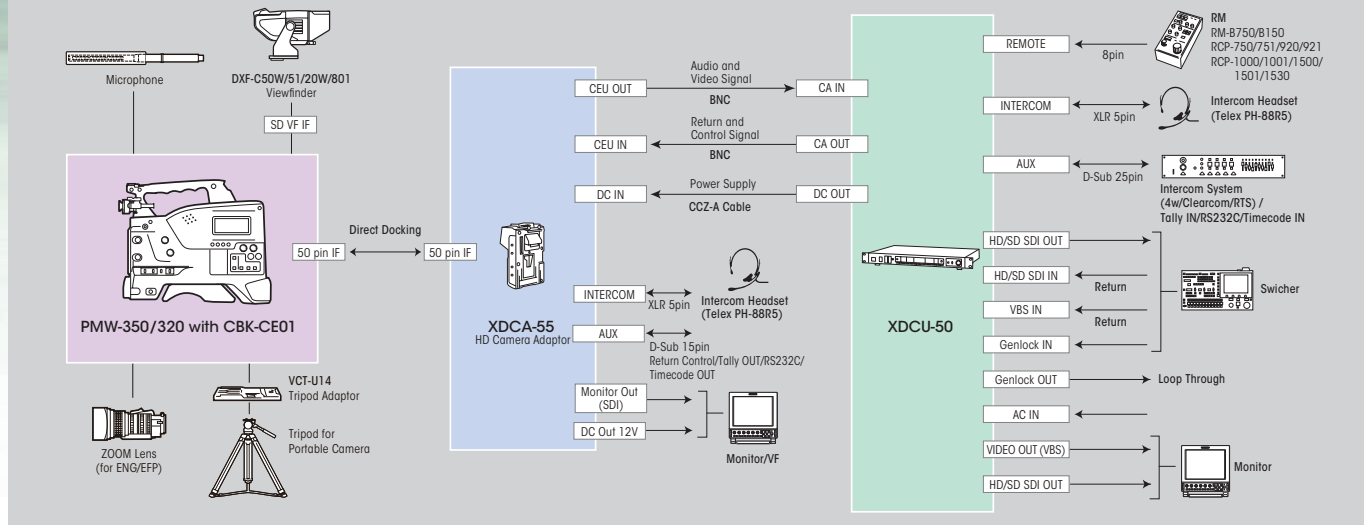 Microphone
DXF-C50W/51/20W/801
Viewfinder
SD VF IF
50 pin IF
PMW-350/320 with CBK-CE01
ZOOM Lens
(for ENG/EFP)
VCT-U14
Tripod Adaptor
Tripod for
Portable Camera
Direct Docking
50 pin IF
XDCA-55
HD Camera Adaptor
CEU OUT
Audio and
Video Signal
BNC
CA IN
CEU IN
Return and
Control Signal
BNC
CA OUT
DC IN
Power Supply
CCZ-A Cable
DC OUT
INTERCOM
XLR 5pin
Intercom Headset
(Telex PH-88R5)
AUX
D-Sub 15pin
Return Control/Tally OUT/RS232C/
Timecode OUT
Monitor Out
(SDI)
DC Out 12V
Monitor/VF
XDCU-50
REMOTE
8pin
RM
RM-B750/B150
RCP-750/751/920/921
RCP-1000/1001/1500/
1501/1530
INTERCOM
XLR 5pin
Intercom Headset
(Telex PH-88R5)
AUX
D-Sub 25pin
Intercom System
(4w/Clearcom/RTS) /
Tally IN/RS232C/Timecode IN
HD/SD SDI OUT
HD/SD SDI IN
Return
VBS IN
Return
Genlock IN
Swicher
Genlock OUT
Loop Through
AC IN
VIDEO OUT (VBS)
HD/SD SDI OUT
Monitor